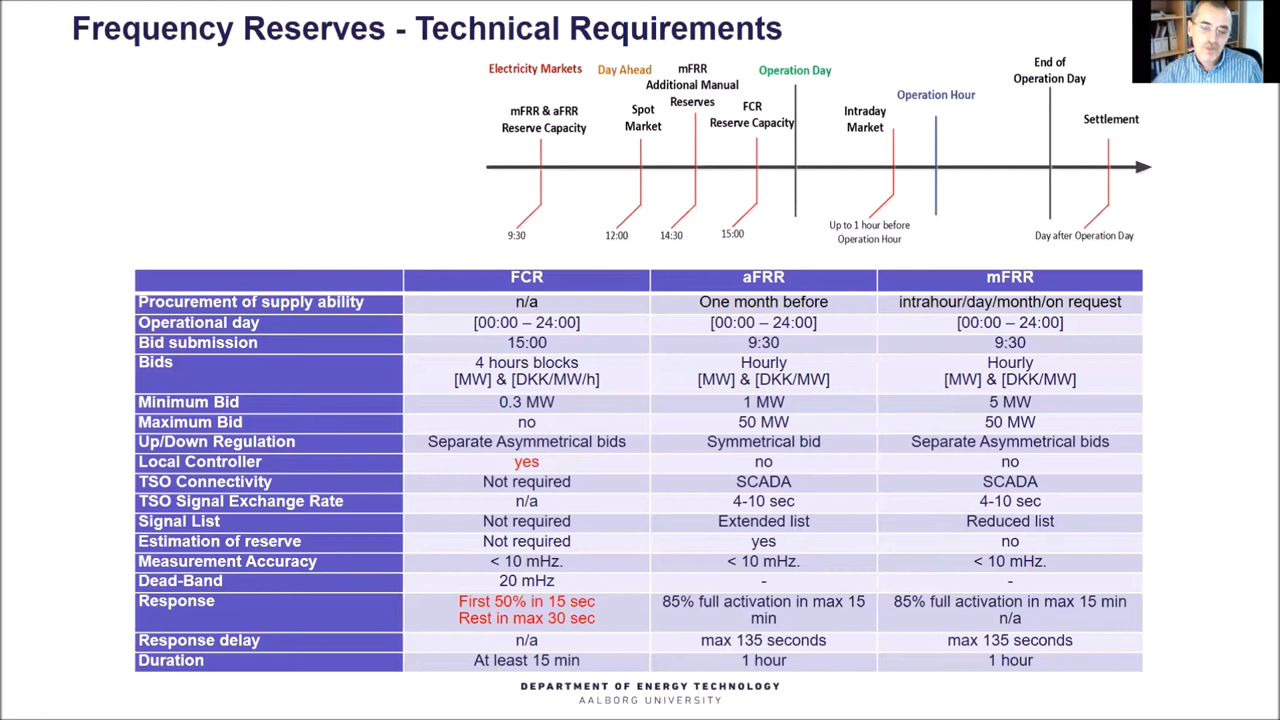 Frequency Reserves - Technical Requirements
Electricity Markets
Day Ahead
mFRR
Additional Manual
Reserves
Operation Day
End of
Operation Day
Operation Hour
mFRR & aFRR
Reserve Capacity
Spot
Market
FCR
Reserve Capacity
Intraday
Market
Settlement
9:30
12:00
14:30
15:00
Up to 1 hour before
Operation Hour
Day after Operation Day
FCR aFRR mFRR
Procurement of supply ability n/a One month before intrahour/day/month/on request
Operational day [00:00 – 24:00] [00:00 – 24:00] [00:00 – 24:00]
Bid submission 15:00 9:30 9:30
Bids 4 hours blocks Hourly Hourly
[MW] & [DKK/MW/h] [MW] & [DKK/MW] [MW] & [DKK/MW]
Minimum Bid 0.3 MW 1 MW 5 MW
Maximum Bid no 50 MW 50 MW
Up/Down Regulation Separate Asymmetrical bids Symmetrical bid Separate Asymmetrical bids
Local Controller yes no no
TSO Connectivity Not required SCADA SCADA
TSO Signal Exchange Rate n/a 4-10 sec 4-10 sec
Signal List Not required Extended list Reduced list
Estimation of reserve Not required yes no
Measurement Accuracy < 10 mHz. < 10 mHz. < 10 mHz.
Dead-Band 20 mHz - -
Response First 50% in 15 sec 85% full activation in max 15 85% full activation in max 15 min
Rest in max 30 sec min n/a
Response delay n/a max 135 seconds max 135 seconds
Duration At least 15 min 1 hour 1 hour
DEPARTMENT OF ENERGY TECHNOLOGY
AALBORG UNIVERSITY